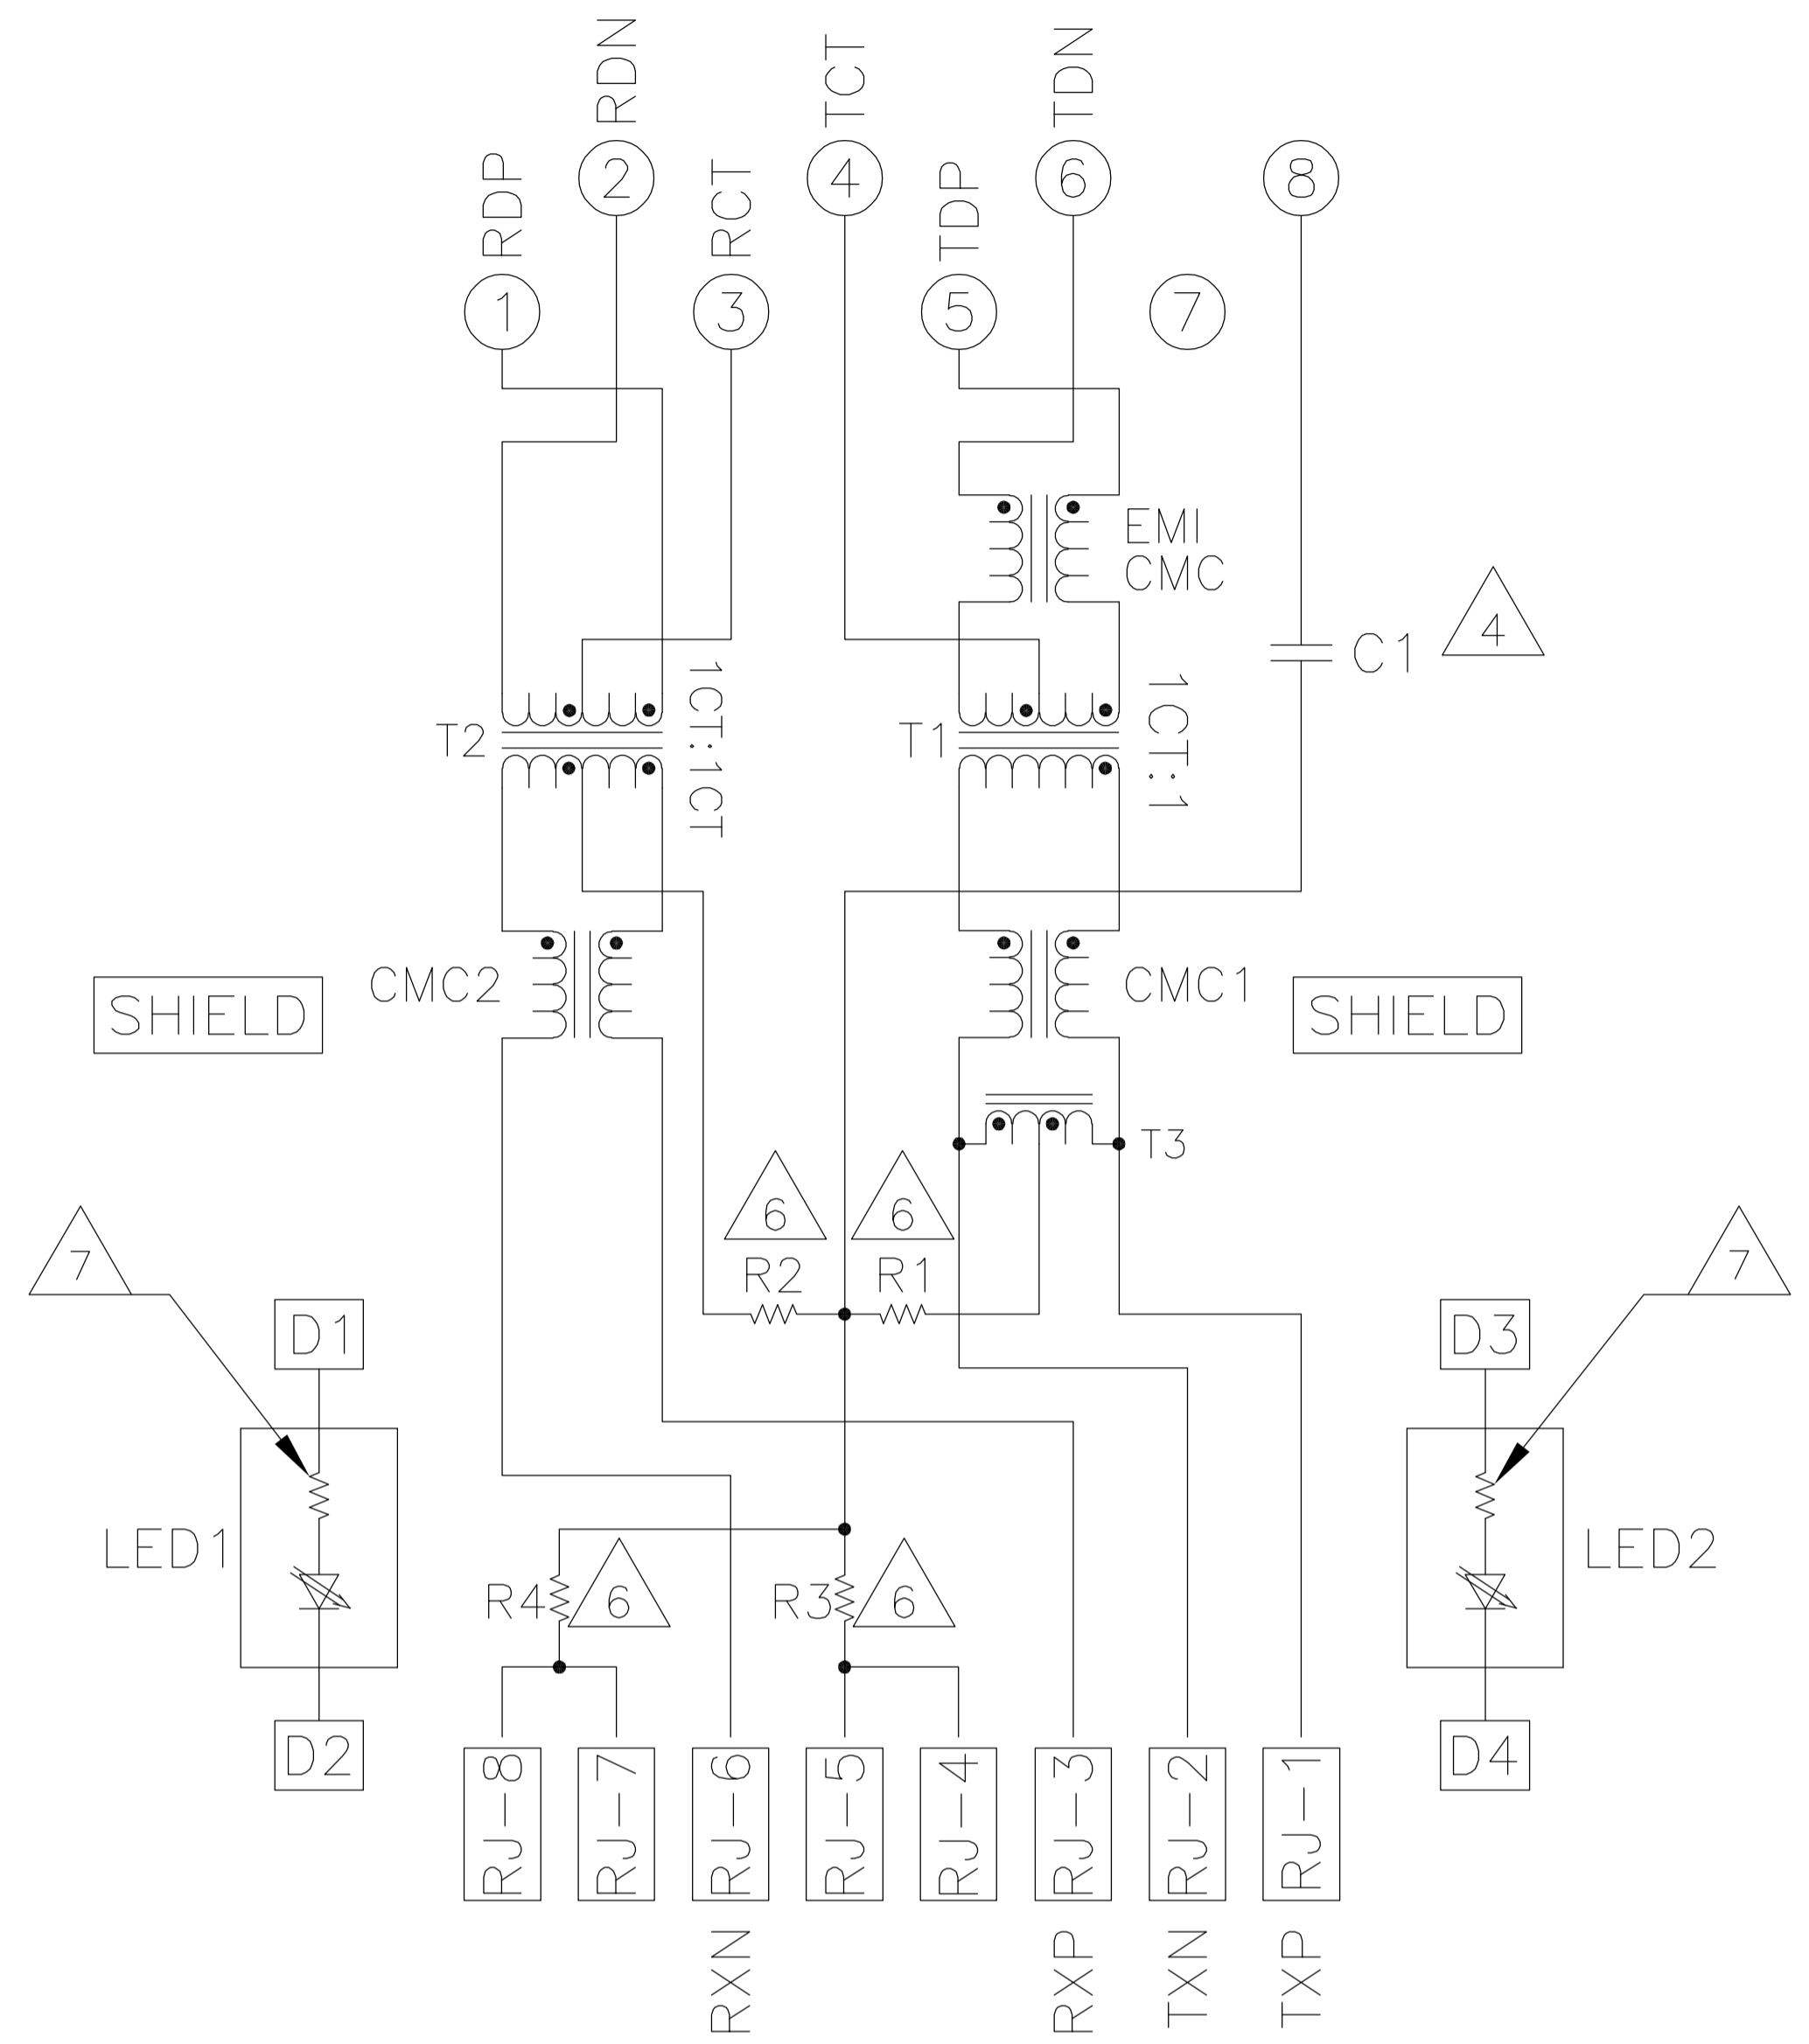 RDN
TCT
TDN
RDP
RCT
TDP
2
4
6
8
1
3
5
7
EMI
CMC
C1
4
T2
1CT:1CT
T1
1CT:1
CMC2
CMC1
SHIELD
SHIELD
T3
6
6
7
7
R2
R1
D1
D3
LED1
LED2
R4
6
R3
6
D2
D4
RJ-8
RJ-7
RJ-6
RJ-5
RJ-4
RJ-3
RJ-2
RJ-1
RXN
RXP
TXN
TXP